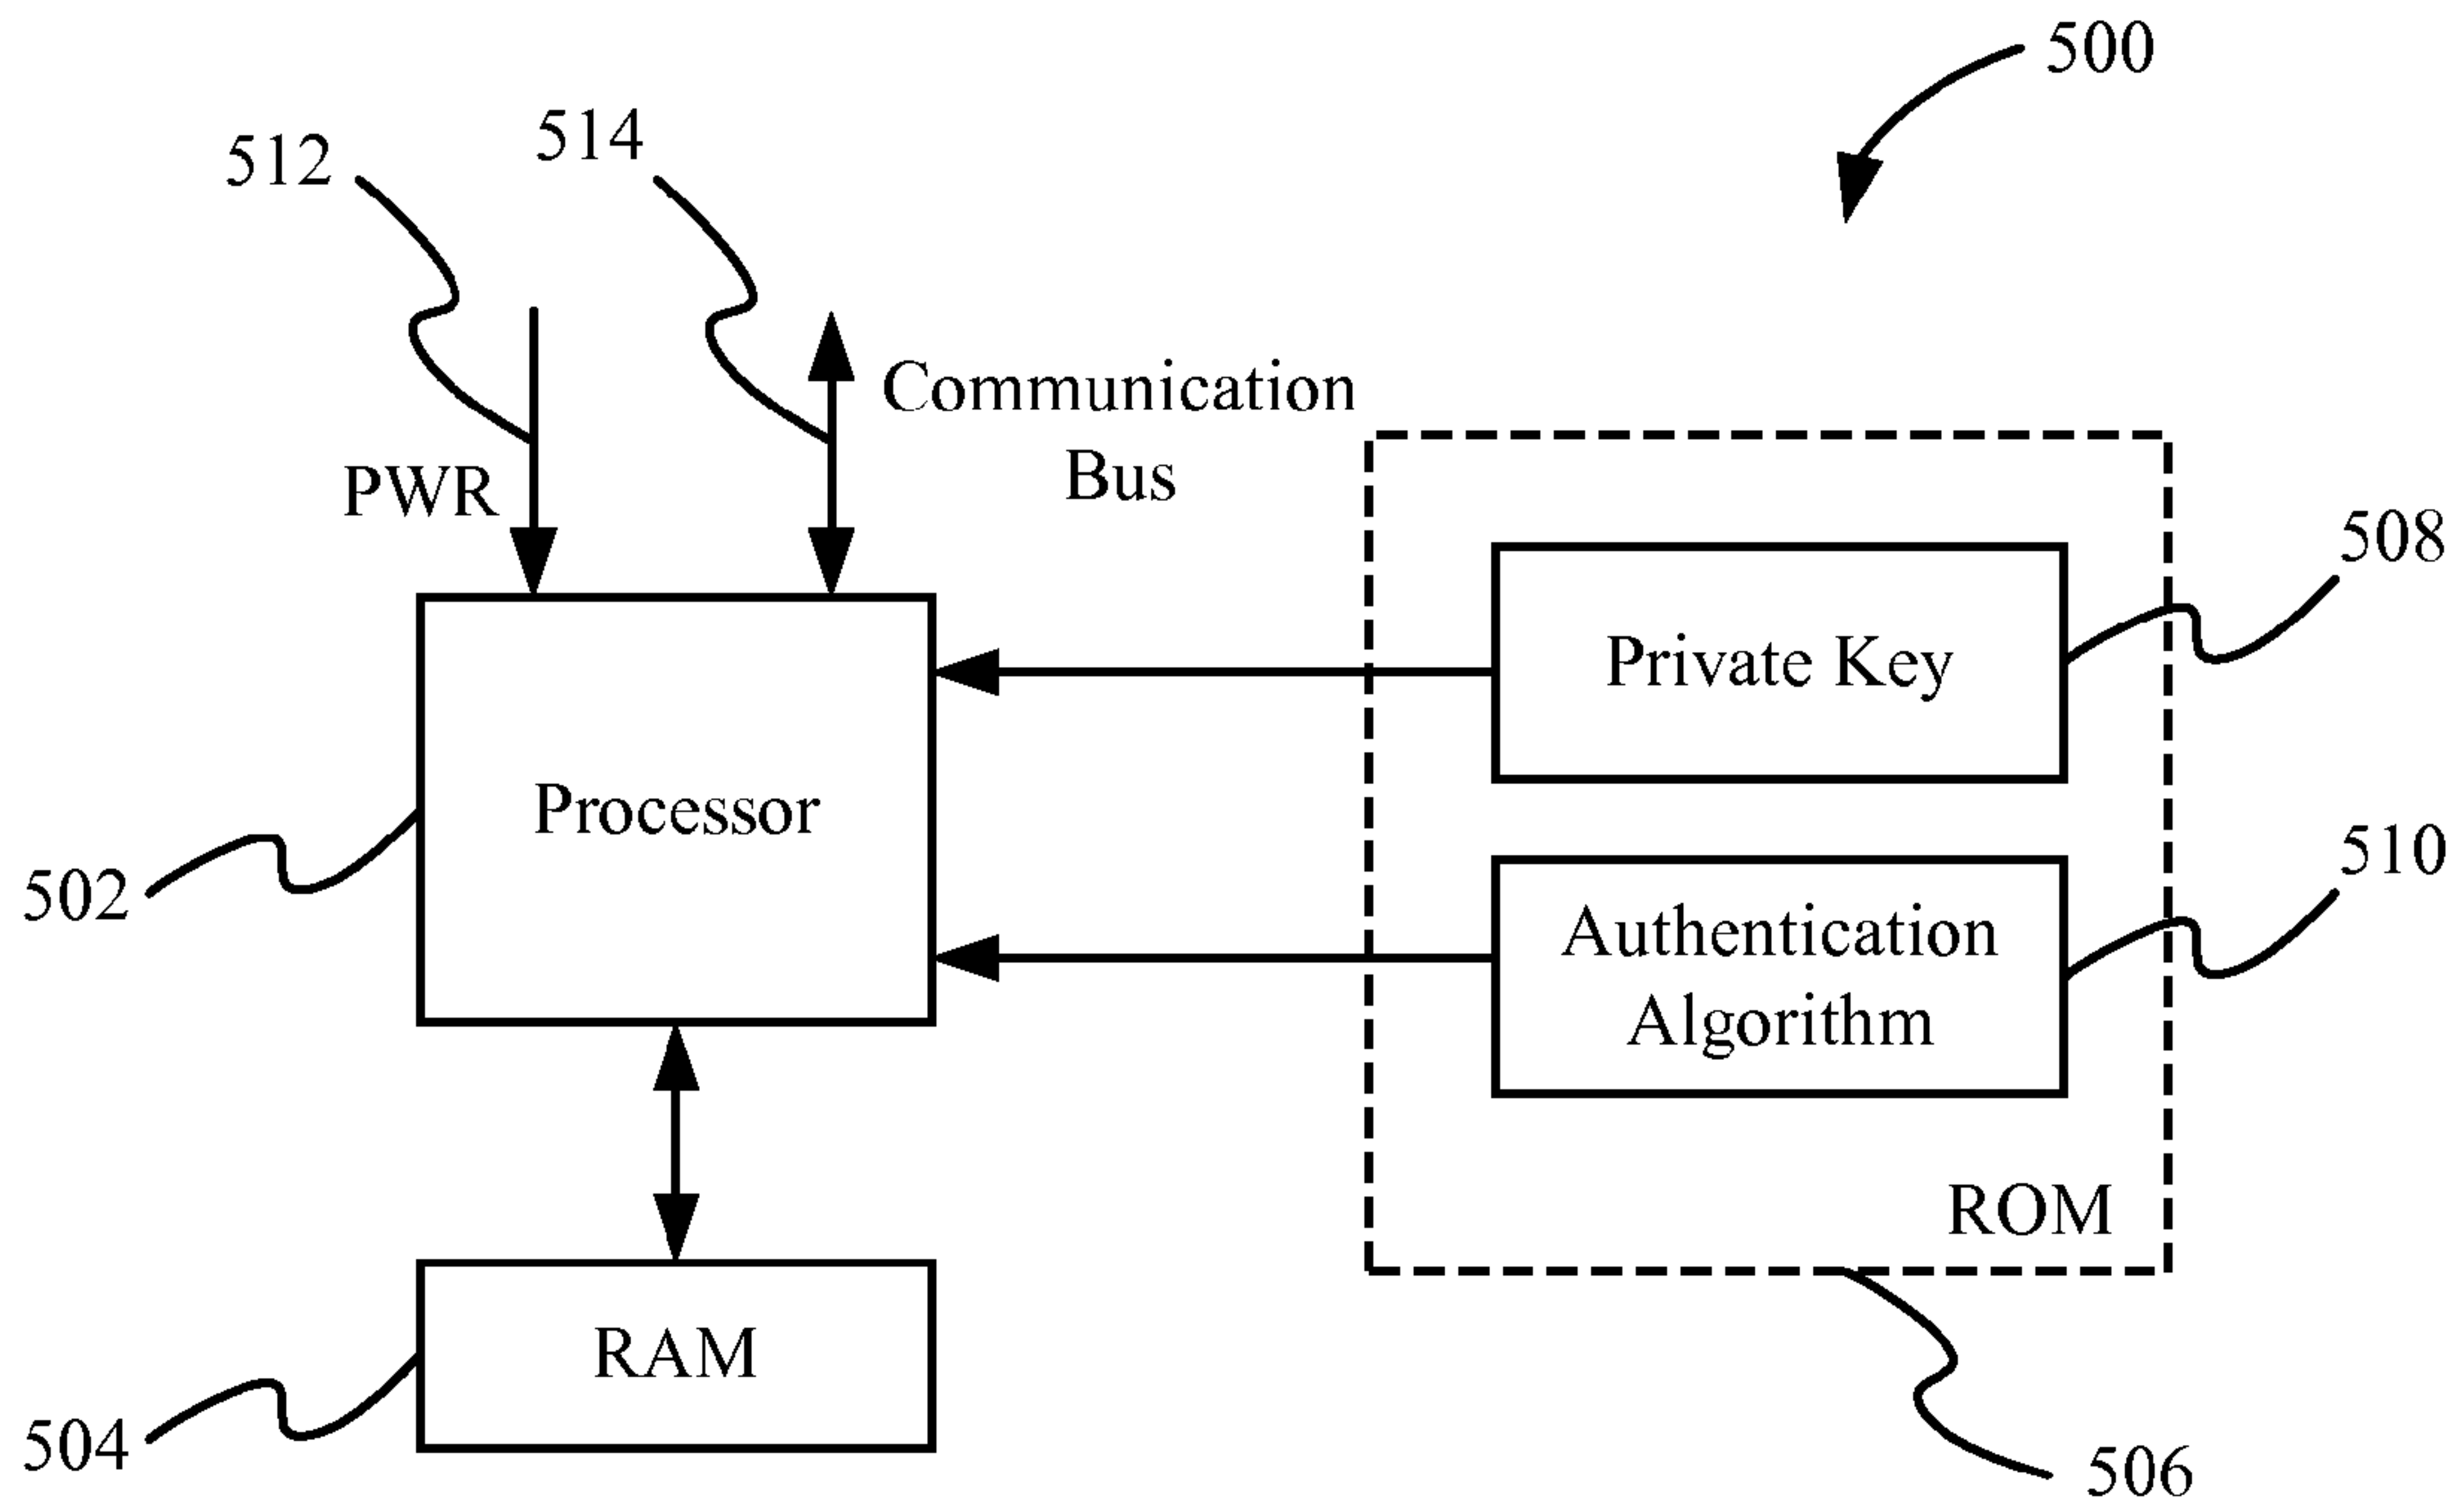 500
514
512
Communication
Bus
PWR
508
Private Key
Processor
510
502
Authentication
Algorithm
ROM
RAM
504
506